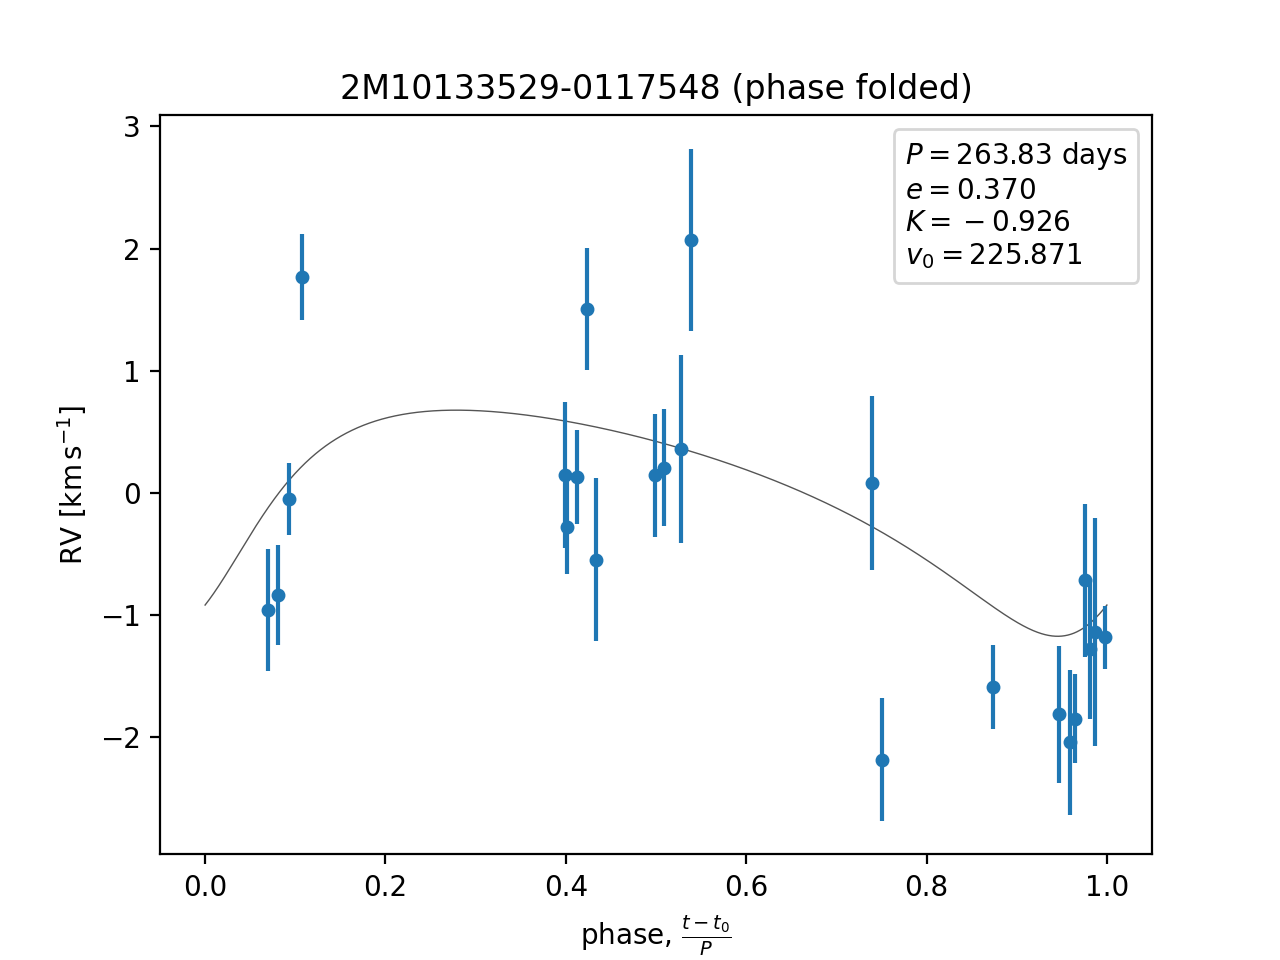 2M10133529-0117548 (phase folded)
P = 263.83 days
e = 0.370
K = −0.926
v₀ = 225.871
RV [km s⁻¹]
3
2
1
0
−1
−2
0.0 0.2 0.4 0.6 0.8 1.0
phase, (t − t₀)/P